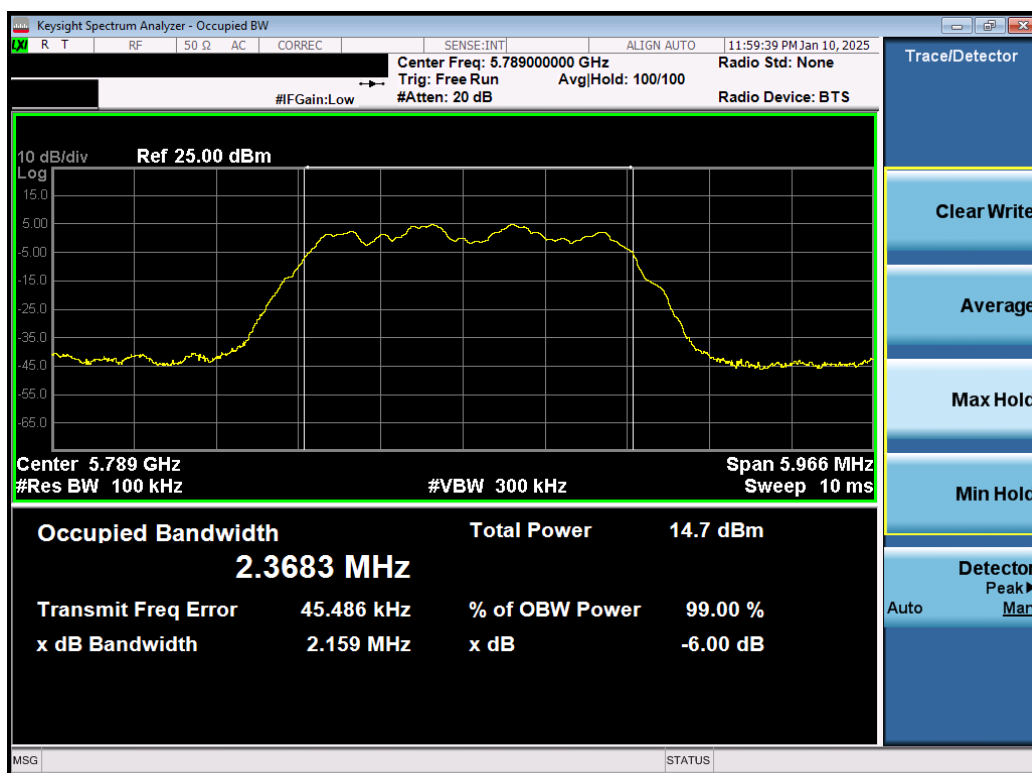 Keysight Spectrum Analyzer - Occupied BW
LXI R T RF 50 Ω AC CORREC SENSE:INT ALIGN AUTO 11:59:39 PM Jan 10, 2025
Center Freq: 5.789000000 GHz Radio Std: None
Trig: Free Run Avg|Hold: 100/100
#IFGain:Low #Atten: 20 dB Radio Device: BTS
10 dB/div Ref 25.00 dBm
Log
15.0
5.00
-5.00
-15.0
-25.0
-35.0
-45.0
-55.0
-65.0
Center 5.789 GHz Span 5.966 MHz
#Res BW 100 kHz #VBW 300 kHz Sweep 10 ms
Occupied Bandwidth Total Power 14.7 dBm
2.3683 MHz
Transmit Freq Error 45.486 kHz % of OBW Power 99.00 %
x dB Bandwidth 2.159 MHz x dB -6.00 dB
MSG STATUS
Trace/Detector
Clear Write
Average
Max Hold
Min Hold
Detector
Peak▶
Auto Man